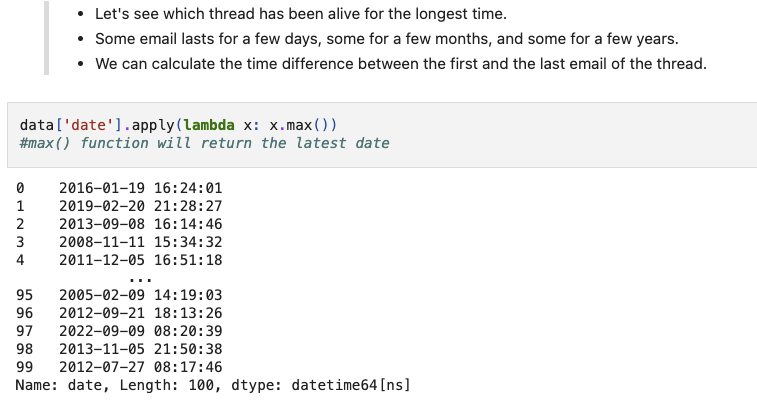 • Let's see which thread has been alive for the longest time.
• Some email lasts for a few days, some for a few months, and some for a few years.
• We can calculate the time difference between the first and the last email of the thread.
data['date'].apply(lambda x: x.max())
#max() function will return the latest date
0    2016-01-19 16:24:01
1    2019-02-20 21:28:27
2    2013-09-08 16:14:46
3    2008-11-11 15:34:32
4    2011-12-05 16:51:18
...
95   2005-02-09 14:19:03
96   2012-09-21 18:13:26
97   2022-09-09 08:20:39
98   2013-11-05 21:50:38
99   2012-07-27 08:17:46
Name: date, Length: 100, dtype: datetime64[ns]